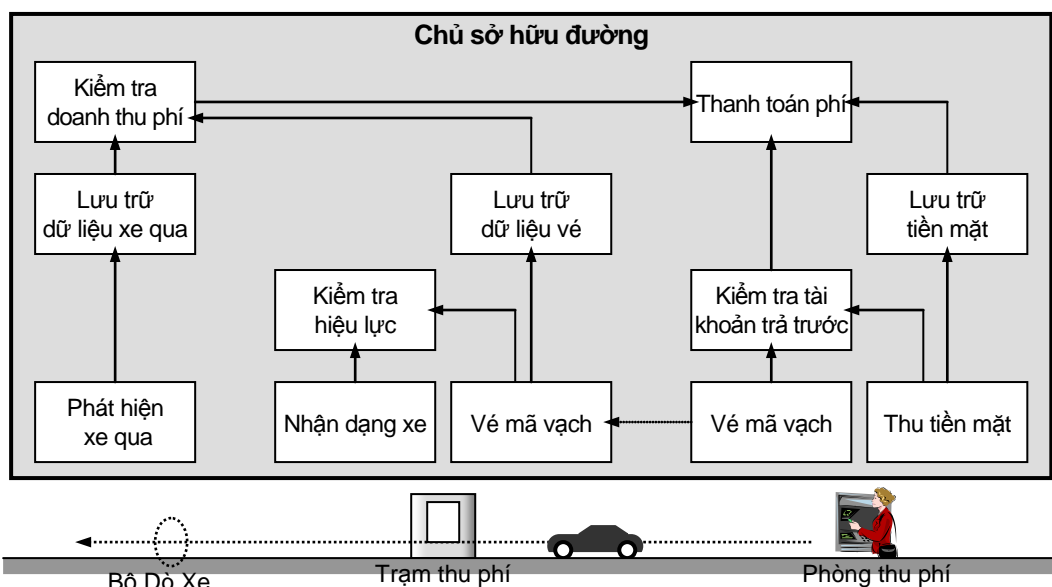 Chủ sở hữu đường
Kiểm tra
doanh thu phí
Thanh toán phí
Lưu trữ
dữ liệu xe qua
Lưu trữ
dữ liệu vé
Lưu trữ
tiền mặt
Kiểm tra
hiệu lực
Kiểm tra tài
khoản trả trước
Phát hiện
xe qua
Nhận dạng xe
Vé mã vạch
Vé mã vạch
Thu tiền mặt
Bộ Dò Xe
Trạm thu phí
Phòng thu phí